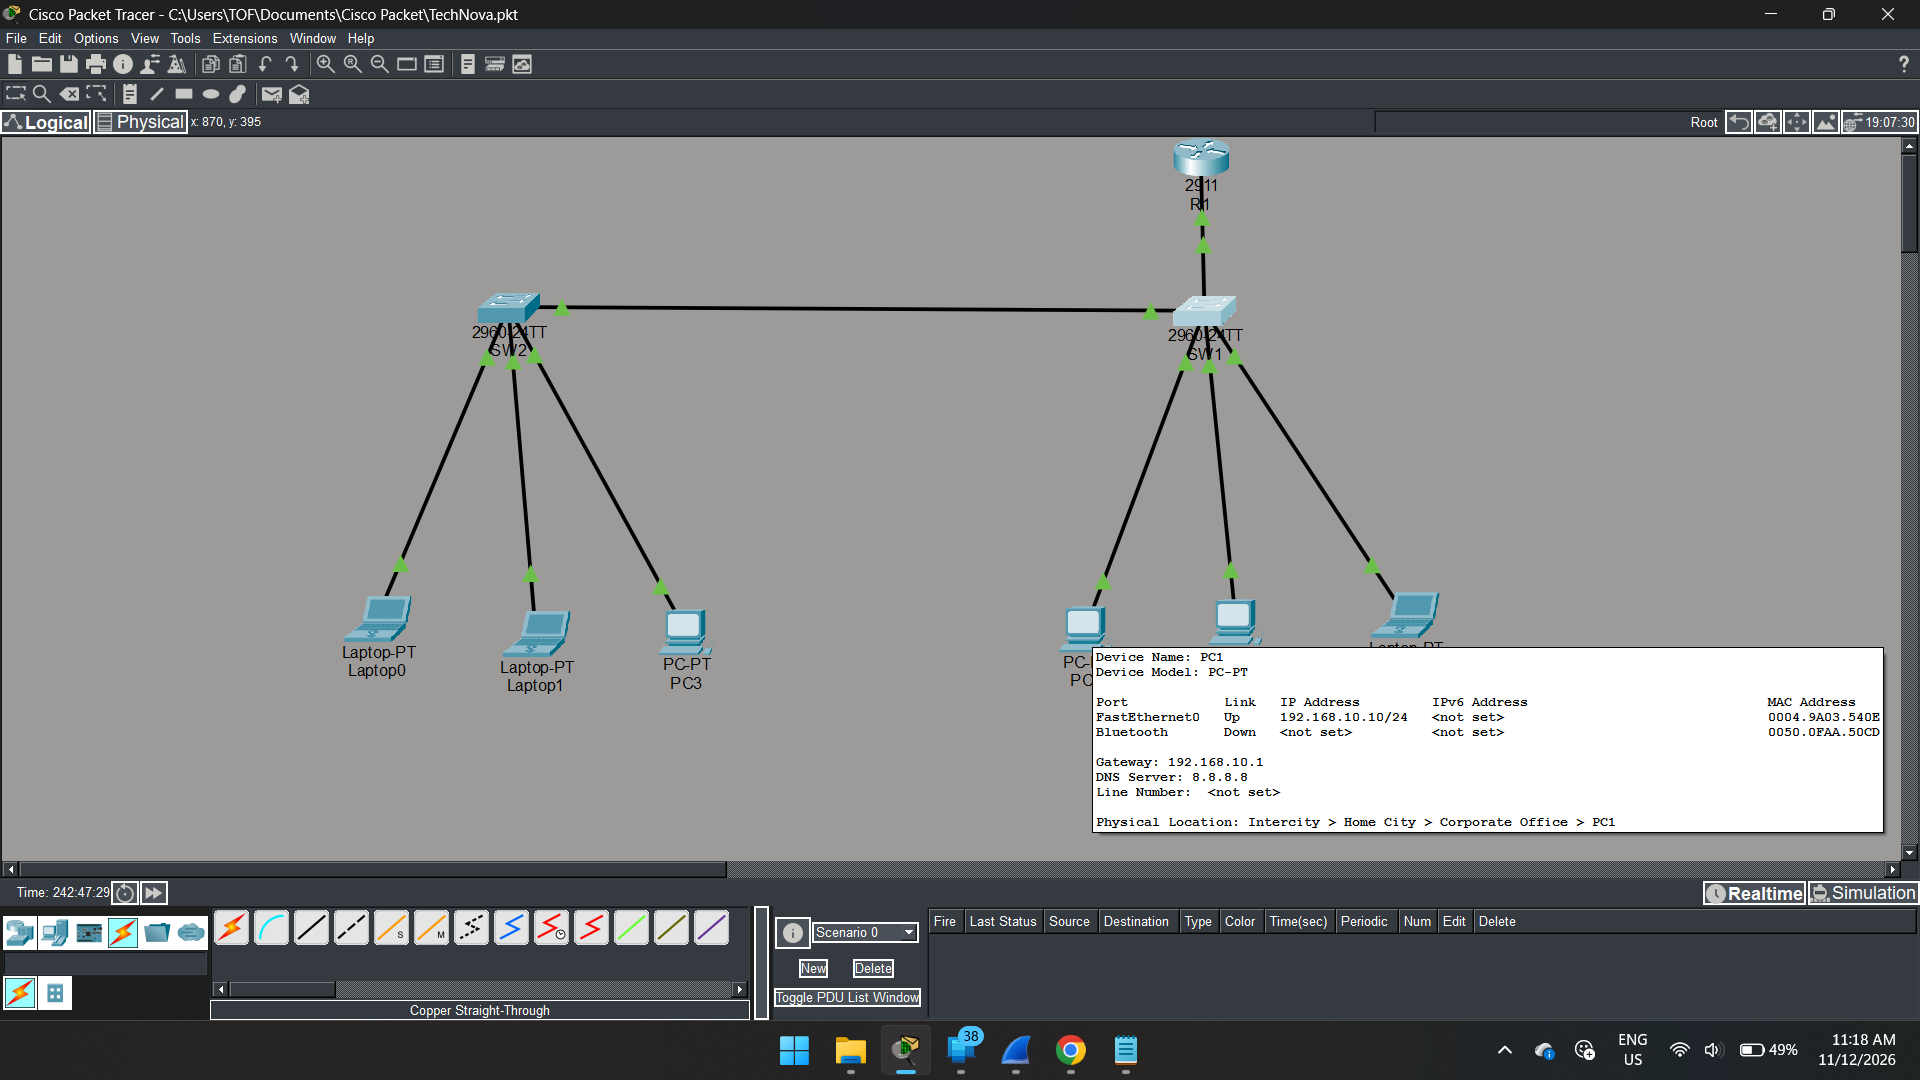 Cisco Packet Tracer - C:\Users\TOF\Documents\Cisco Packet\TechNova.pkt
File Edit Options View Tools Extensions Window Help
?
Logical Physical x: 870, y: 395
Root 19:07:30
2911
R1
2960-24TT
SW2
2960-24TT
SW1
Laptop-PT
Laptop0
Laptop-PT
Laptop1
PC-PT
PC3
Device Name: PC1
Device Model: PC-PT
Port Link IP Address IPv6 Address MAC Address
FastEthernet0 Up 192.168.10.10/24 <not set> 0004.9A03.540E
Bluetooth Down <not set> <not set> 0050.0FAA.50CD
Gateway: 192.168.10.1
DNS Server: 8.8.8.8
Line Number: <not set>
Physical Location: Intercity > Home City > Corporate Office > PC1
Time: 242:47:29
Realtime Simulation
S M
Copper Straight-Through
Scenario 0
New Delete
Toggle PDU List Window
Fire Last Status Source Destination Type Color Time(sec) Periodic Num Edit Delete
38
ENG
US
49%
11:18 AM
11/12/2026